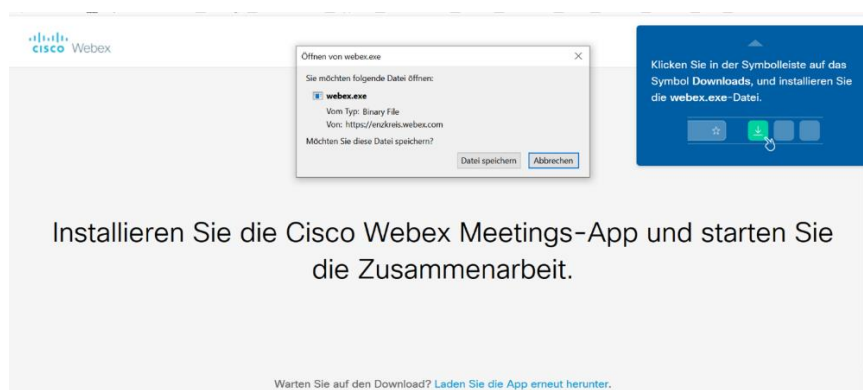 CISCO Webex
Öffnen von webex.exe
Sie möchten folgende Datei öffnen:
webex.exe
Vom Typ: Binary File
Von: https://enzkreis.webex.com
Möchten Sie diese Datei speichern?
Datei speichern Abbrechen
Klicken Sie in der Symbolleiste auf das
Symbol Downloads, und installieren Sie
die webex.exe-Datei.
Installieren Sie die Cisco Webex Meetings-App und starten Sie
die Zusammenarbeit.
Warten Sie auf den Download? Laden Sie die App erneut herunter.